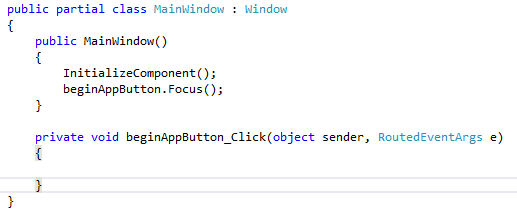 public partial class MainWindow : Window
{
    public MainWindow()
    {
        InitializeComponent();
        beginAppButton.Focus();
    }

    private void beginAppButton_Click(object sender, RoutedEventArgs e)
    {

    }
}